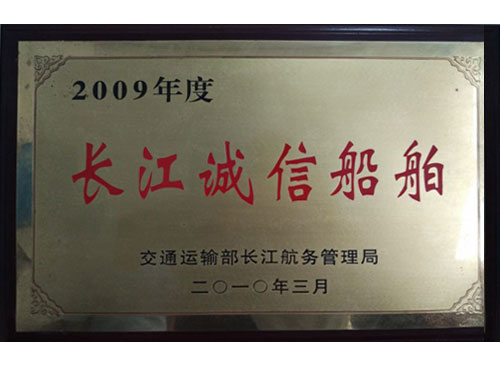 2009年度
长江诚信船舶
交通运输部长江航务管理局
二〇一〇年三月